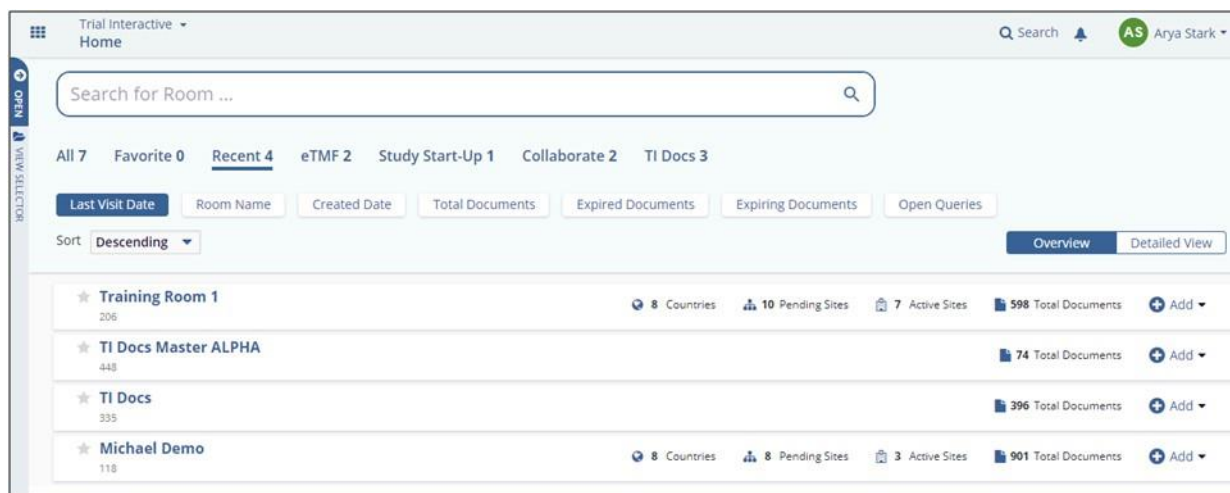 Trial Interactive
Home
Search
AS Arya Stark
OPEN
VIEW SELECTOR
Search for Room ...
All 7 Favorite 0 Recent 4 eTMF 2 Study Start-Up 1 Collaborate 2 TI Docs 3
Last Visit Date Room Name Created Date Total Documents Expired Documents Expiring Documents Open Queries
Sort Descending Overview Detailed View
Training Room 1 8 Countries 10 Pending Sites 7 Active Sites 598 Total Documents Add
206
TI Docs Master ALPHA 74 Total Documents Add
448
TI Docs 396 Total Documents Add
335
Michael Demo 8 Countries 8 Pending Sites 3 Active Sites 901 Total Documents Add
118